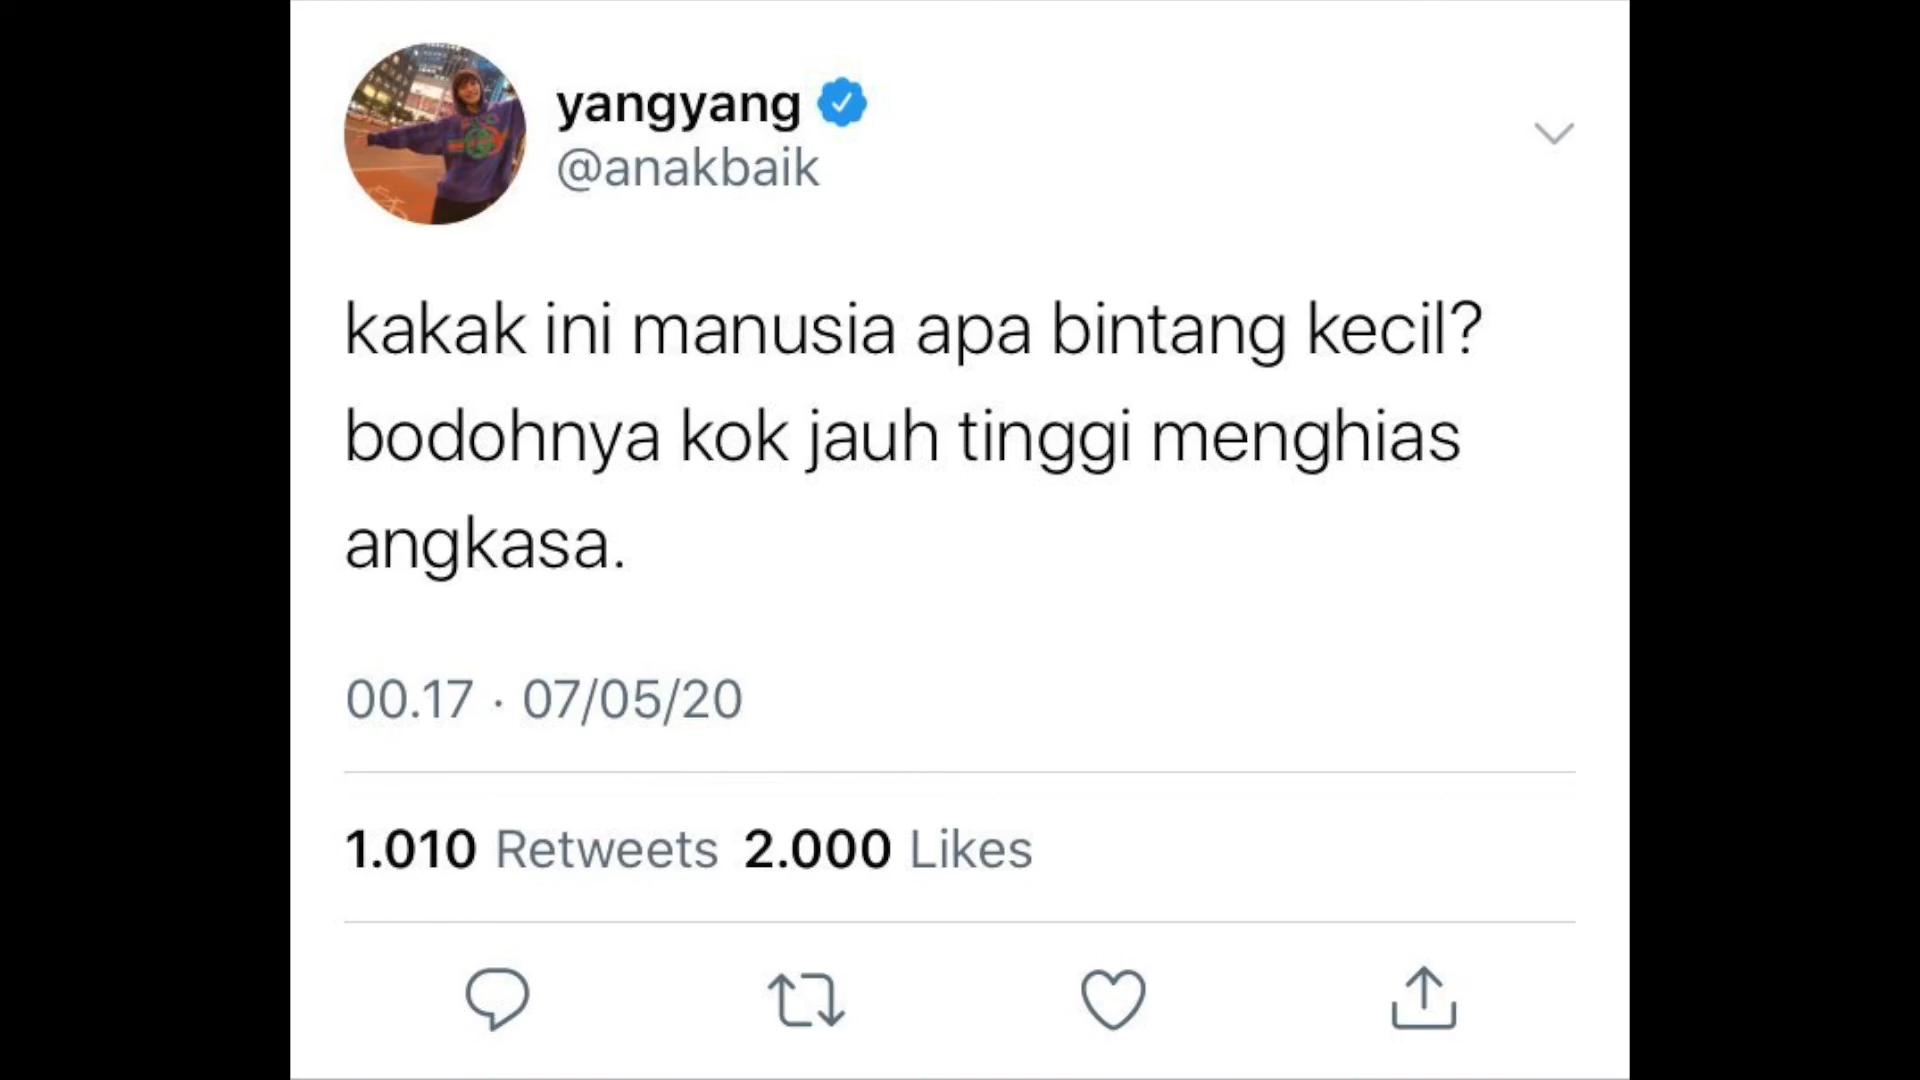 yangyang
@anakbaik
kakak ini manusia apa bintang kecil?
bodohnya kok jauh tinggi menghias
angkasa.
00.17 · 07/05/20
1.010 Retweets 2.000 Likes